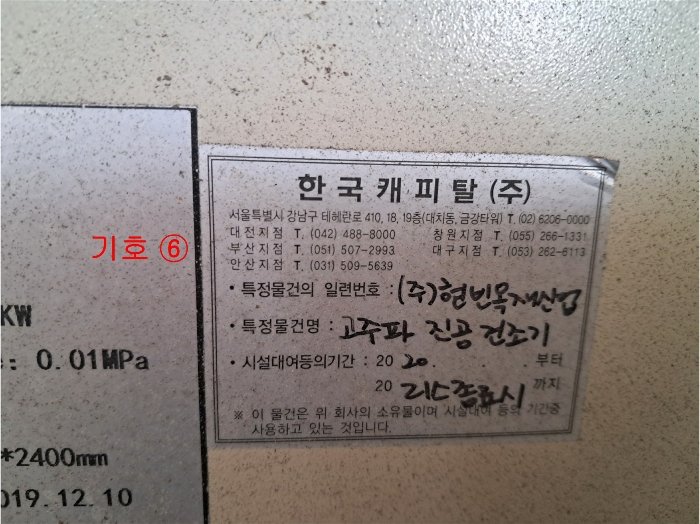 한국캐피탈 (주)
서울특별시 강남구 테헤란로 410, 18, 19층(대치동, 금강타워) T. (02) 6206-0000
대전지점 T. (042) 488-8000 창원지점 T. (055) 266-1331
부산지점 T. (051) 507-2993 대구지점 T. (053) 262-6113
안산지점 T. (031) 509-5639
• 특정물건의 일련번호 : (주)현빈목재산업
• 특정물건명 : 고주파 진공건조기
• 시설대여등의기간 : 20 20 . . . 부터
20 리스종료시 까지
※ 이 물건은 위 회사의 소유물이며 시설대여 등의 기간중
사용하고 있는 것입니다.
기호 ⑥
KW
: 0.01MPa
*2400mm
019.12.10